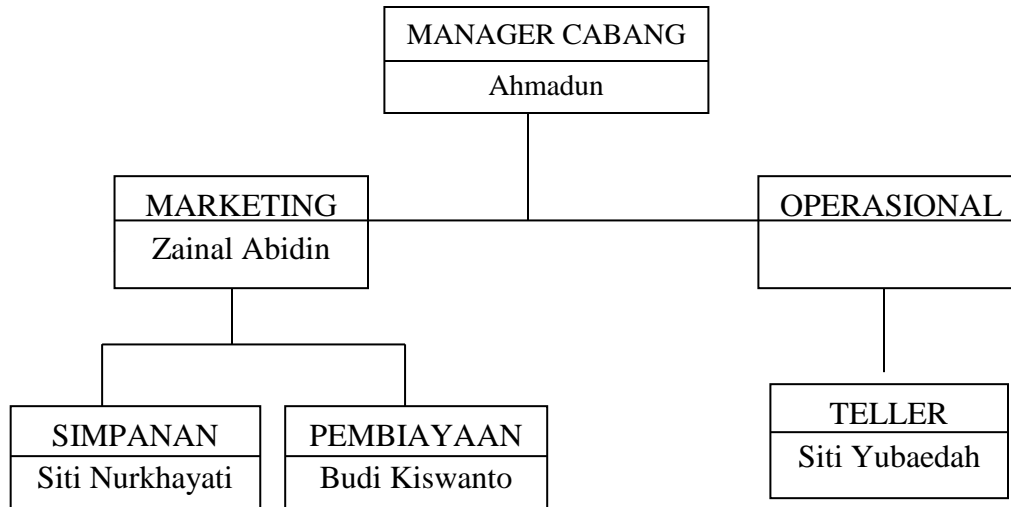 MANAGER CABANG
Ahmadun
MARKETING
Zainal Abidin
OPERASIONAL
SIMPANAN
Siti Nurkhayati
PEMBIAYAAN
Budi Kiswanto
TELLER
Siti Yubaedah